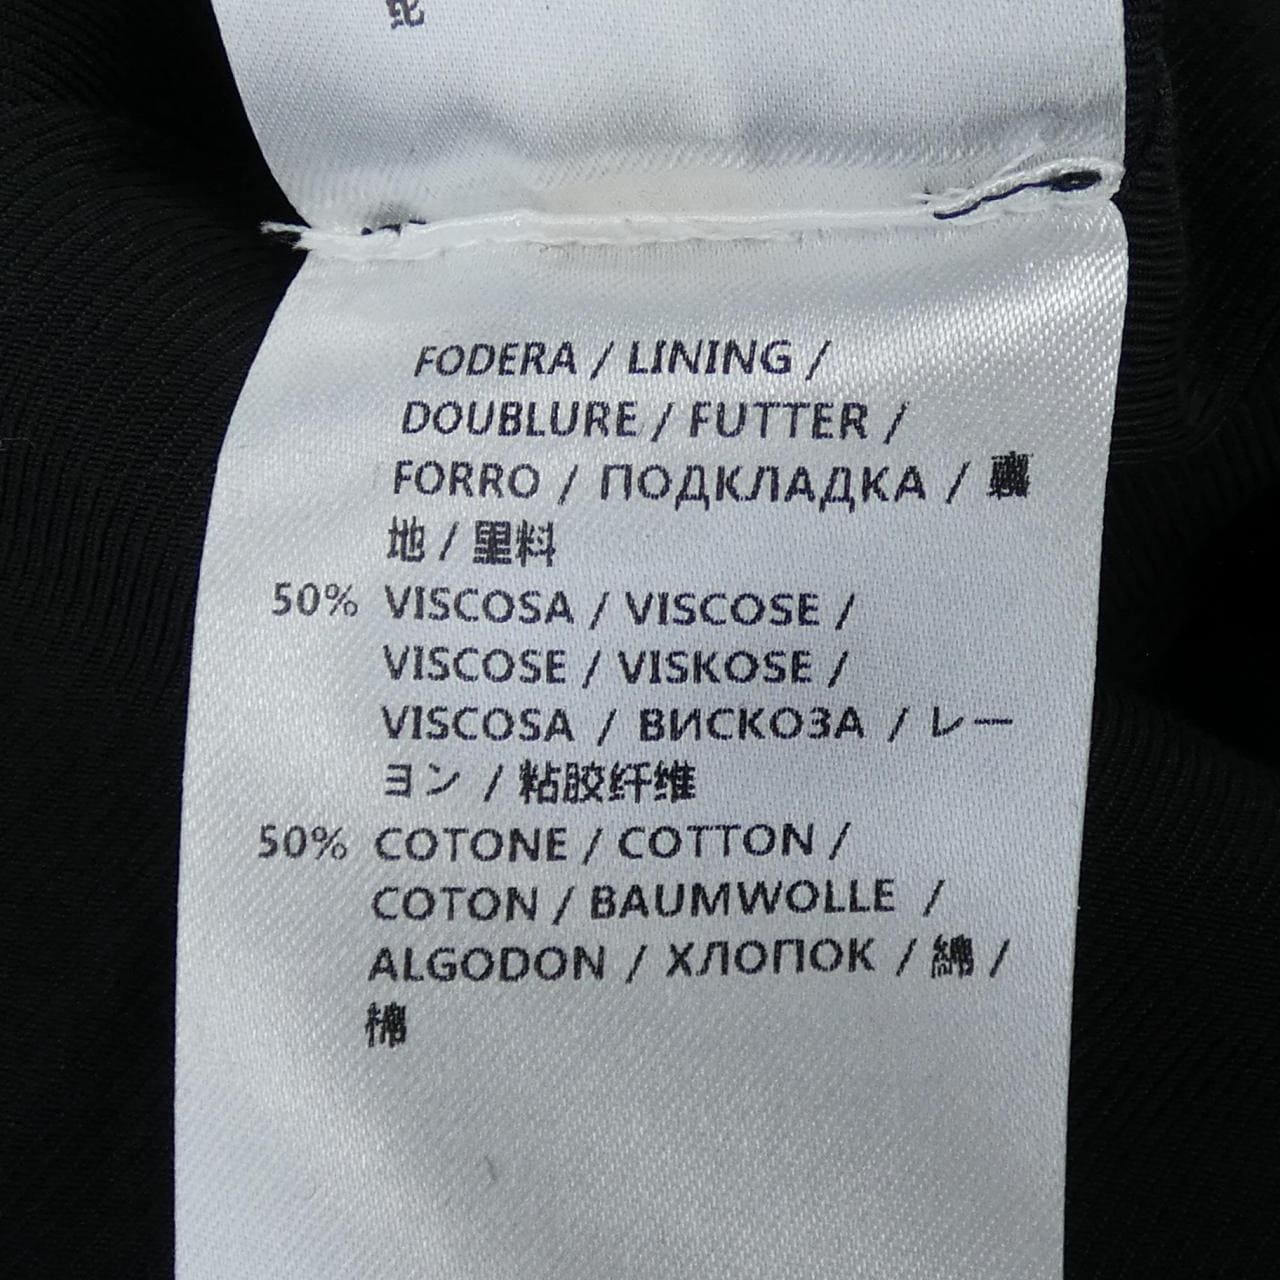 FODERA / LINING /
DOUBLURE / FUTTER /
FORRO / ПОДКЛАДКА / 裏
地 / 里料
50% VISCOSA / VISCOSE /
VISCOSE / VISKOSE /
VISCOSA / ВИСКОЗА / レー
ヨン / 粘胶纤维
50% COTONE / COTTON /
COTON / BAUMWOLLE /
ALGODON / ХЛОПОК / 綿 /
棉